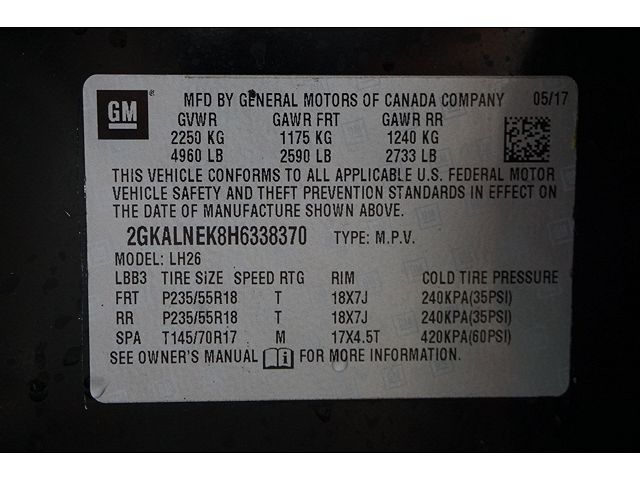 GM ® MFD BY GENERAL MOTORS OF CANADA COMPANY 05/17
GVWR GAWR FRT GAWR RR
2250 KG 1175 KG 1240 KG
4960 LB 2590 LB 2733 LB
THIS VEHICLE CONFORMS TO ALL APPLICABLE U.S. FEDERAL MOTOR
VEHICLE SAFETY AND THEFT PREVENTION STANDARDS IN EFFECT ON
THE DATE OF MANUFACTURE SHOWN ABOVE.
2GKALNEK8H6338370 TYPE: M.P.V.
MODEL: LH26
LBB3 TIRE SIZE SPEED RTG RIM COLD TIRE PRESSURE
FRT P235/55R18 T 18X7J 240KPA(35PSI)
RR P235/55R18 T 18X7J 240KPA(35PSI)
SPA T145/70R17 M 17X4.5T 420KPA(60PSI)
SEE OWNER'S MANUAL FOR MORE INFORMATION.